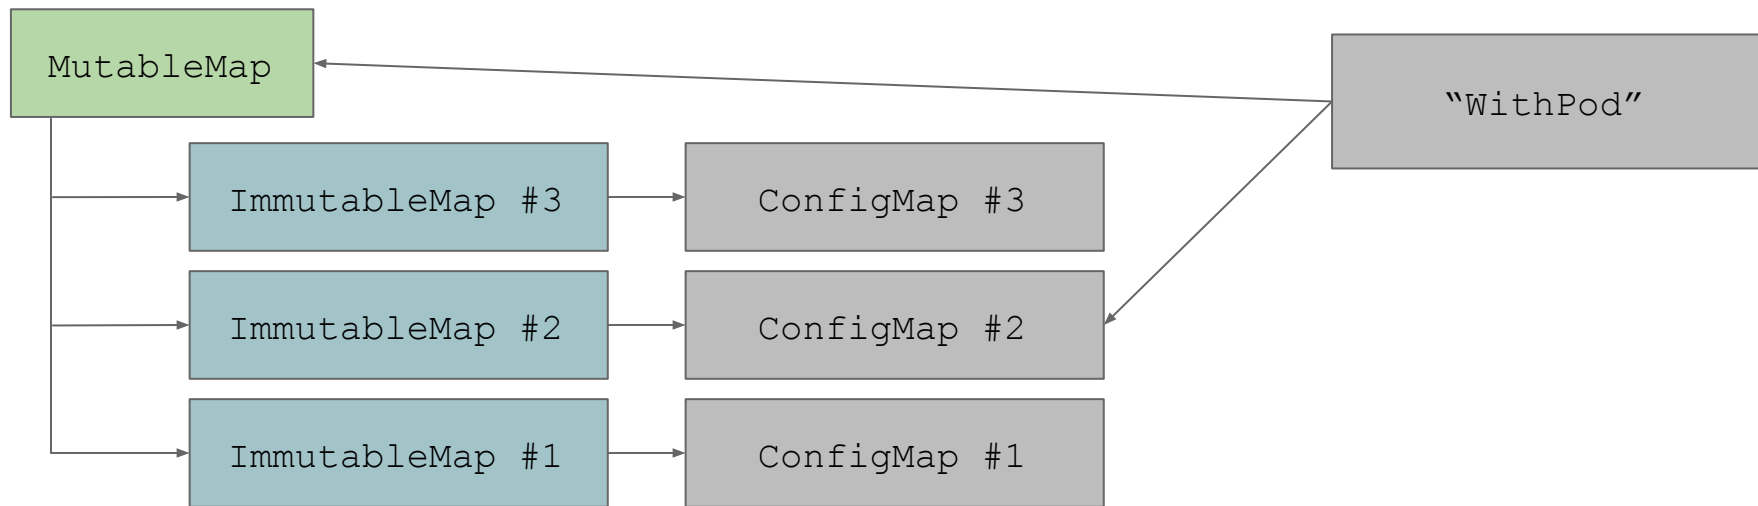 MutableMap
“WithPod”
ImmutableMap #3
ConfigMap #3
ImmutableMap #2
ConfigMap #2
ImmutableMap #1
ConfigMap #1